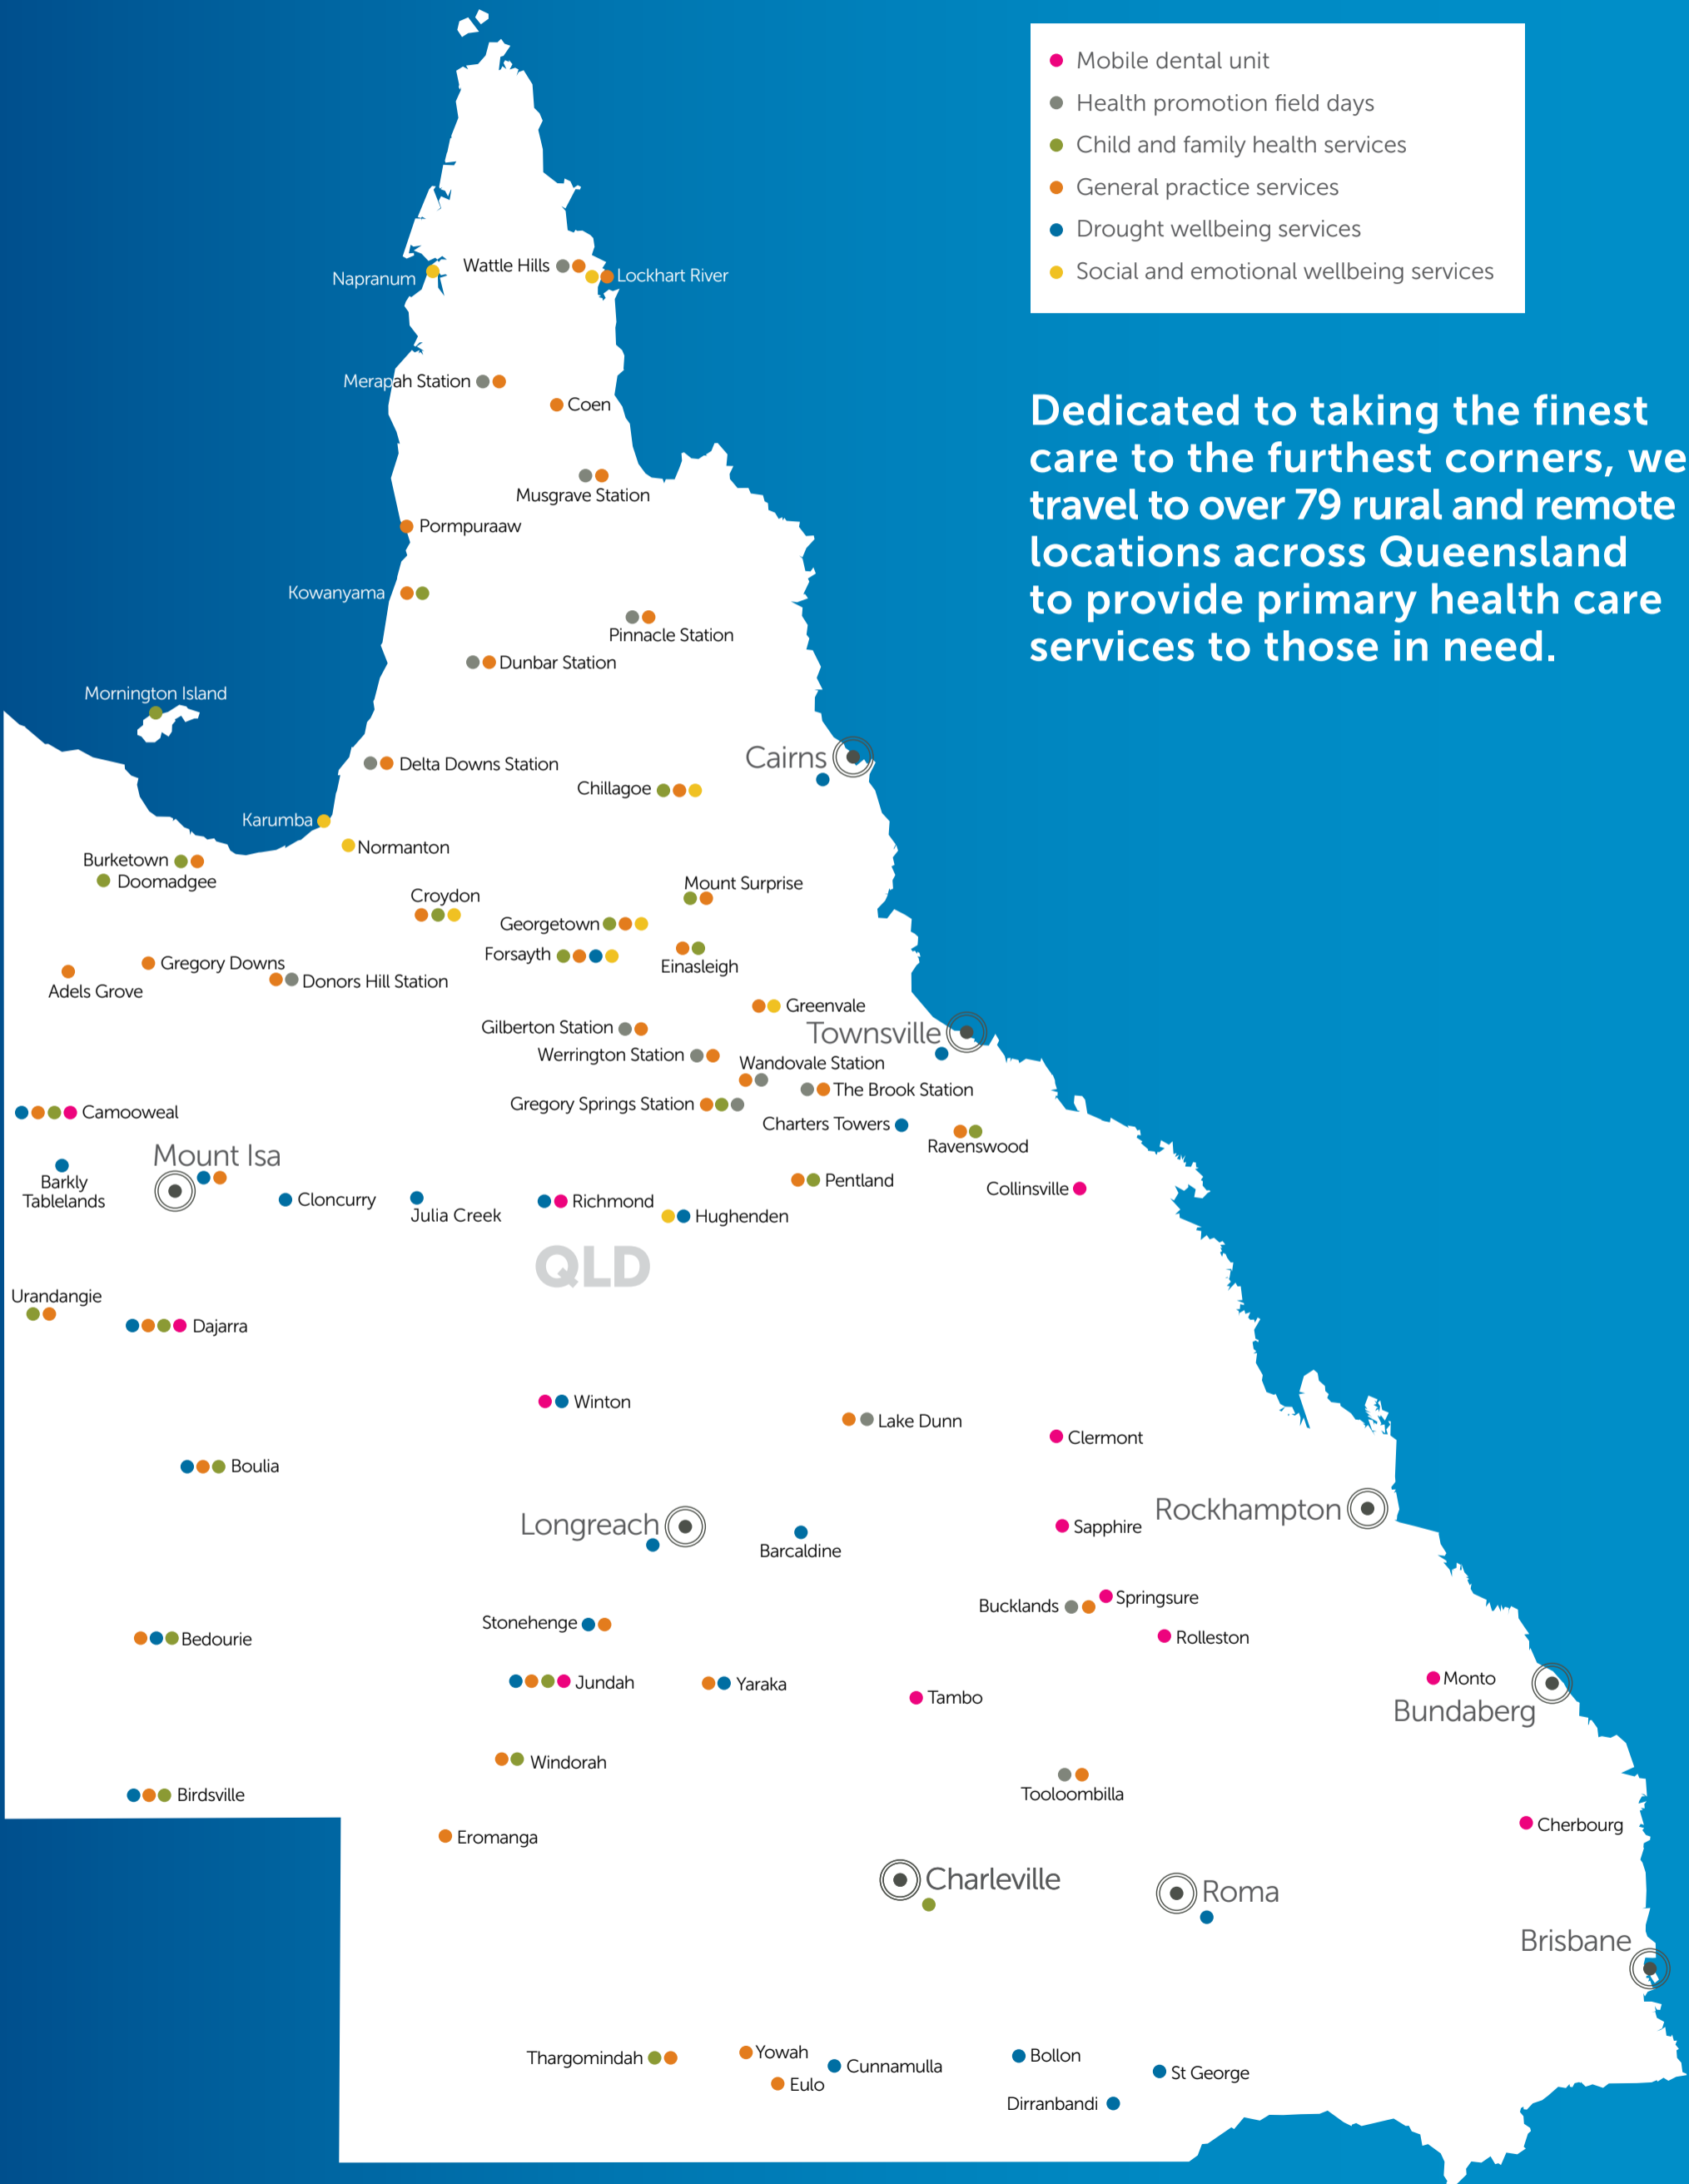 Mobile dental unit
Health promotion field days
Child and family health services
General practice services
Drought wellbeing services
Social and emotional wellbeing services
Dedicated to taking the finest
care to the furthest corners, we
travel to over 79 rural and remote
locations across Queensland
to provide primary health care
services to those in need.
Wattle Hills
Lockhart River
Napranum
Merapah Station
Coen
Musgrave Station
Pormpuraaw
Kowanyama
Pinnacle Station
Dunbar Station
Mornington Island
Cairns
Delta Downs Station
Chillagoe
Karumba
Normanton
Burketown
Doomadgee
Mount Surprise
Croydon
Georgetown
Forsayth
Einasleigh
Gregory Downs
Adels Grove
Donors Hill Station
Greenvale
Gilberton Station
Townsville
Werrington Station
Wandovale Station
The Brook Station
Gregory Springs Station
Camooweal
Charters Towers
Ravenswood
Mount Isa
Barkly
Tablelands
Pentland
Collinsville
Cloncurry
Julia Creek
Richmond
Hughenden
QLD
Urandangie
Dajarra
Winton
Lake Dunn
Clermont
Boulia
Longreach
Barcaldine
Sapphire
Rockhampton
Bucklands
Springsure
Stonehenge
Rolleston
Bedourie
Jundah
Yaraka
Tambo
Monto
Bundaberg
Windorah
Birdsville
Tooloombilla
Eromanga
Cherbourg
Charleville
Roma
Brisbane
Thargomindah
Yowah
Cunnamulla
Eulo
Bollon
St George
Dirranbandi